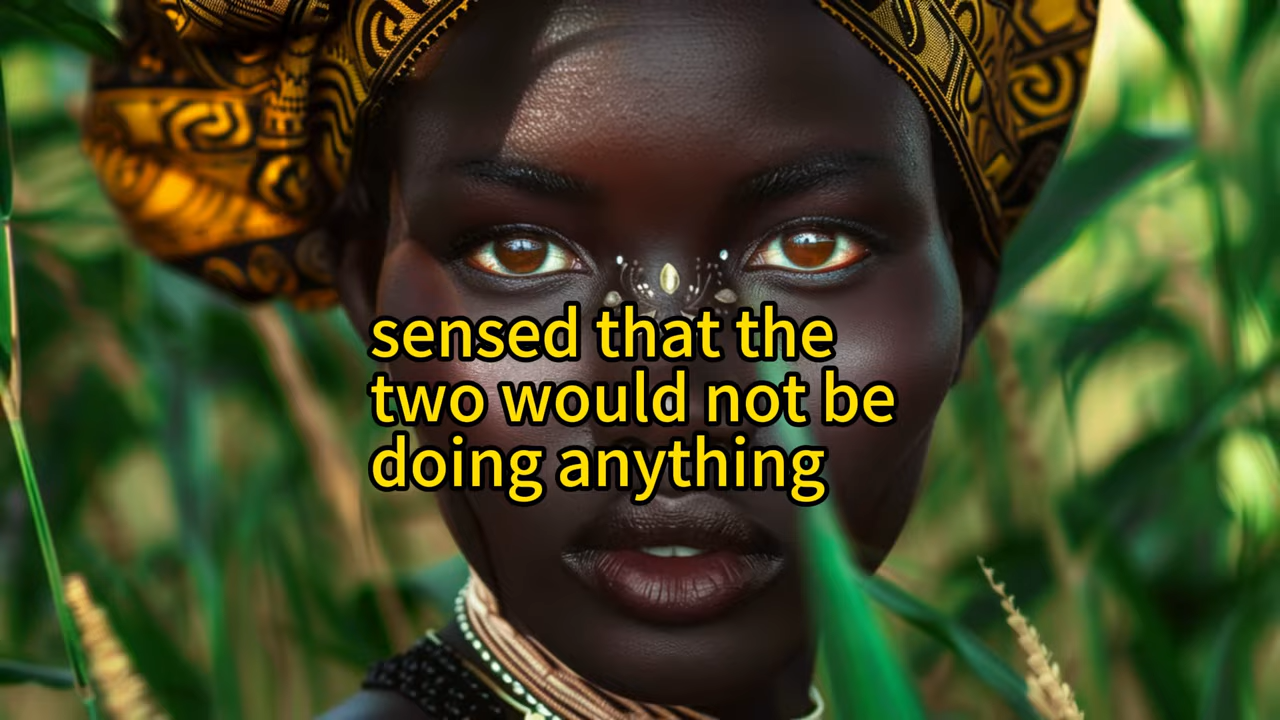 sensed that the
two would not be
doing anything